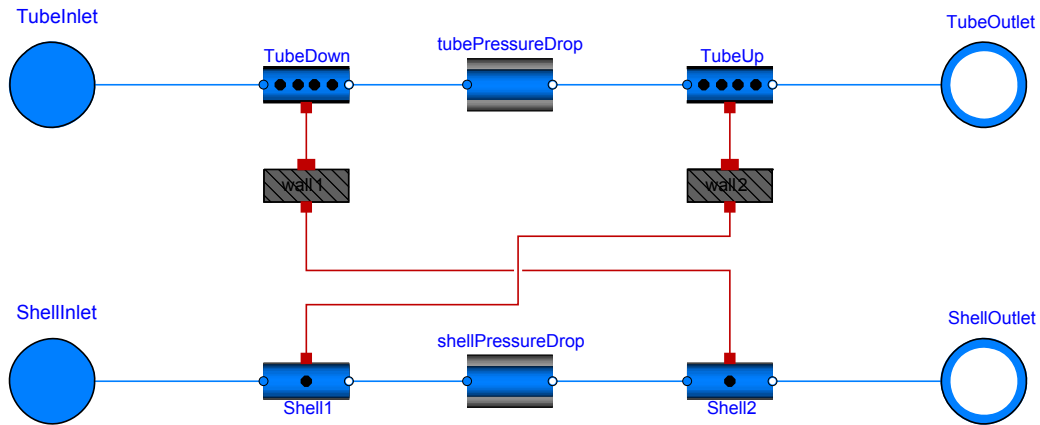 TubeInlet
TubeDown
tubePressureDrop
TubeUp
TubeOutlet
wall1
wall2
ShellInlet
Shell1
shellPressureDrop
Shell2
ShellOutlet